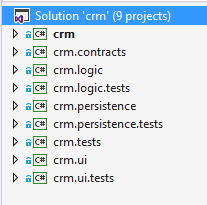 Solution 'crm' (9 projects)
C# crm
C# crm.contracts
C# crm.logic
C# crm.logic.tests
C# crm.persistence
C# crm.persistence.tests
C# crm.tests
C# crm.ui
C# crm.ui.tests